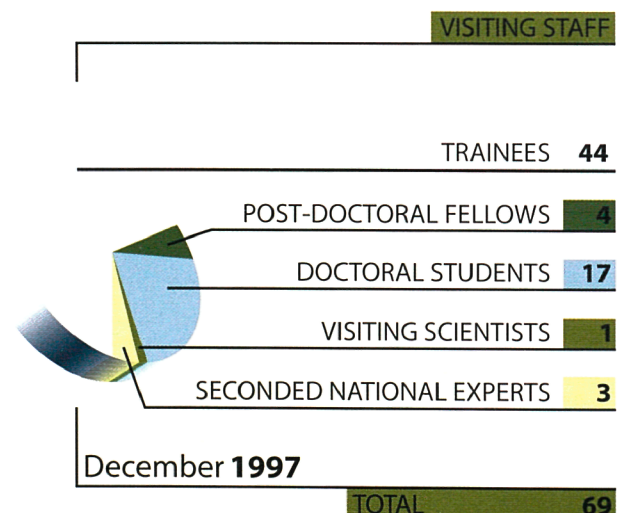 VISITING STAFF
TRAINEES 44
POST-DOCTORAL FELLOWS 4
DOCTORAL STUDENTS 17
VISITING SCIENTISTS 1
SECONDED NATIONAL EXPERTS 3
December 1997
TOTAL 69